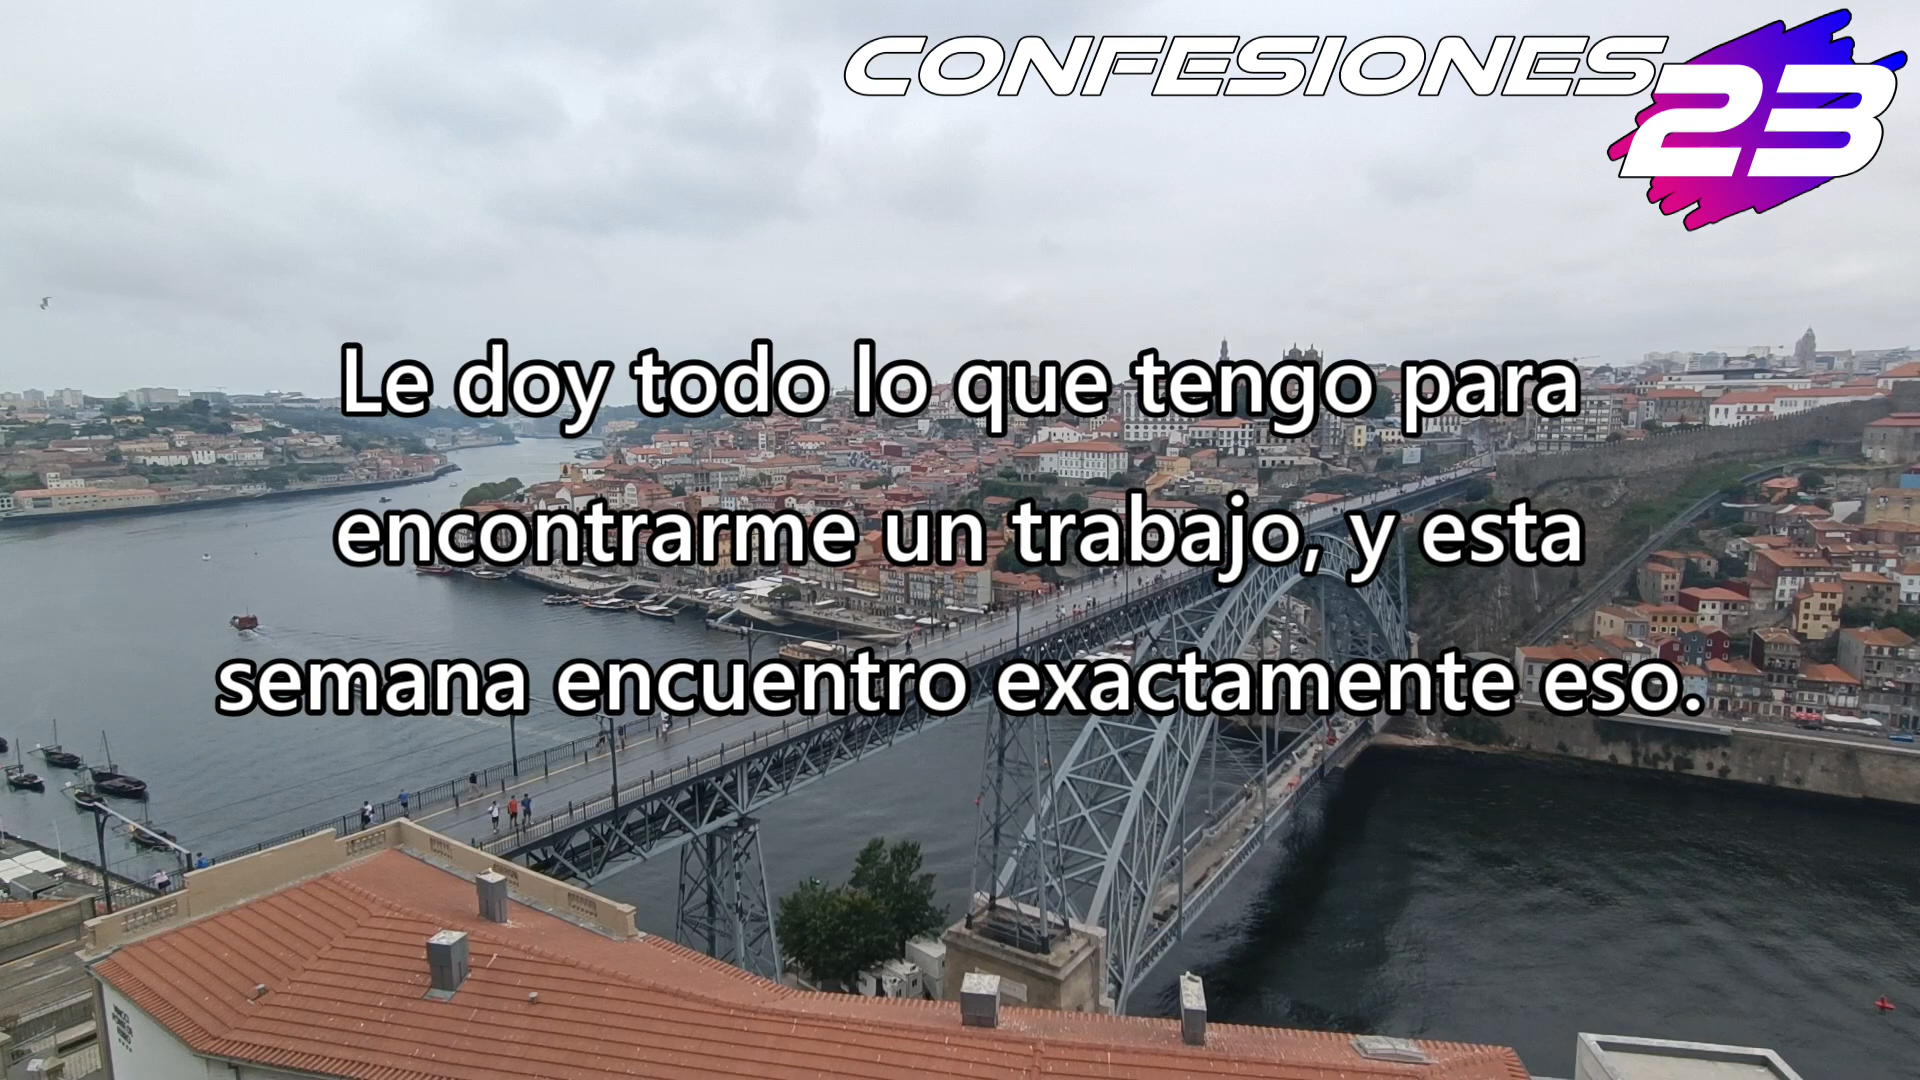 CONFESIONES
23
Le doy todo lo que tengo para
encontrarme un trabajo, y esta
semana encuentro exactamente eso.